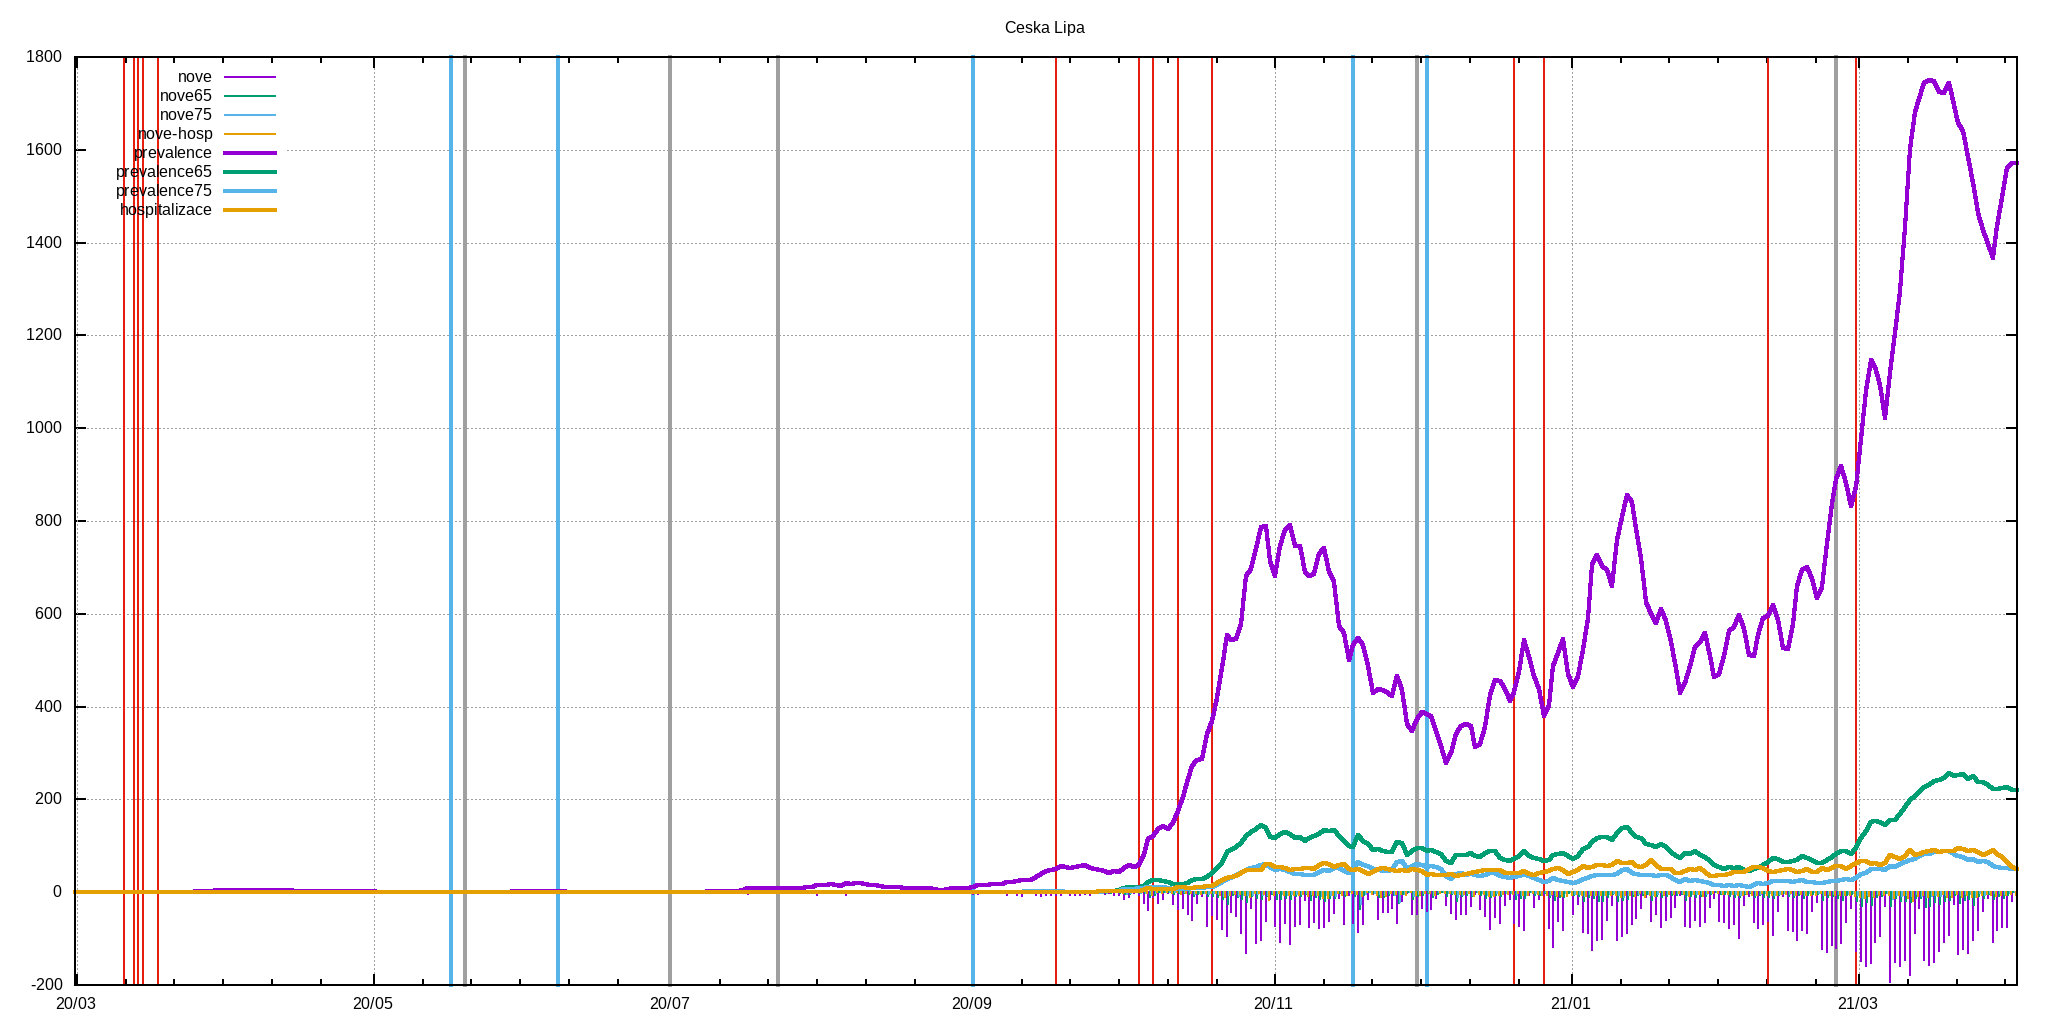 Ceska Lipa
1800
1600
1400
1200
1000
800
600
400
200
0
-200
nove
nove65
nove75
nove-hosp
prevalence
prevalence65
prevalence75
hospitalizace
20/03 20/05 20/07 20/09 20/11 21/01 21/03